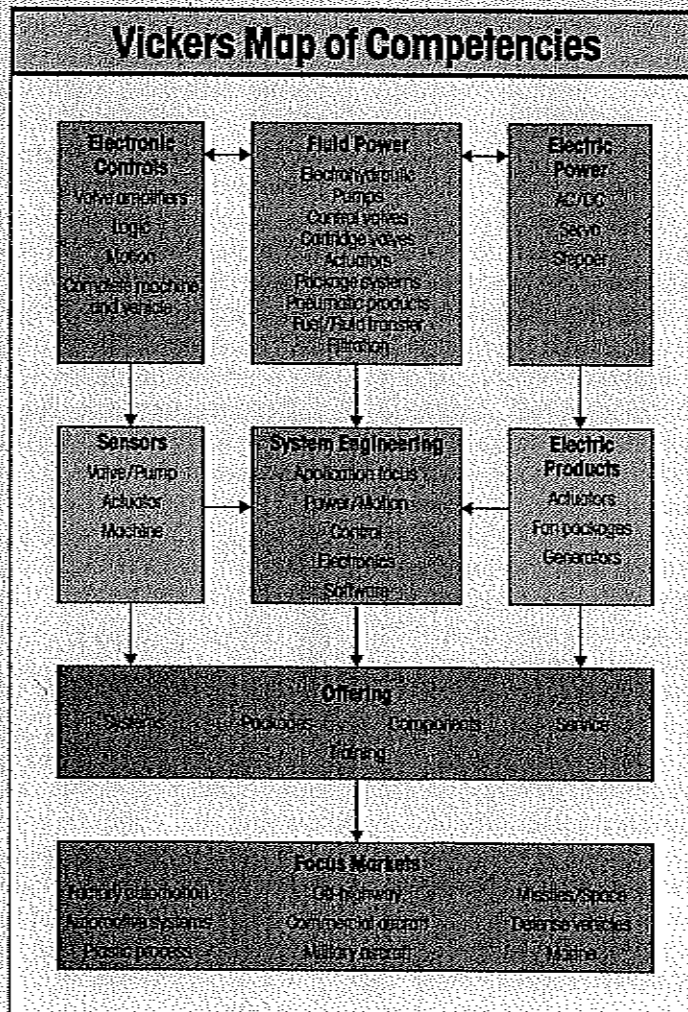 Vickers Map of Competencies
Electronic
Controls
Valve amplifiers
Logic
Motion
Complete machine
and vehicle
Fluid Power
Electrohydraulic
Pumps
Control valves
Cartridge valves
Actuators
Package systems
Pneumatic products
Fuel/Fluid transfer
Filtration
Electric
Power
AC/DC
Servo
Stepper
Sensors
Valve/Pump
Actuator
Machine
System Engineering
Application focus
Power/Motion
Control
Electronics
Software
Electric
Products
Actuators
Fan packages
Generators
Offering
Systems Packages Components Service
Training
Focus Markets
Factory automation Off-highway Missiles/Space
Automotive systems Commercial aircraft Defense vehicles
Plastic process Military aircraft Marine